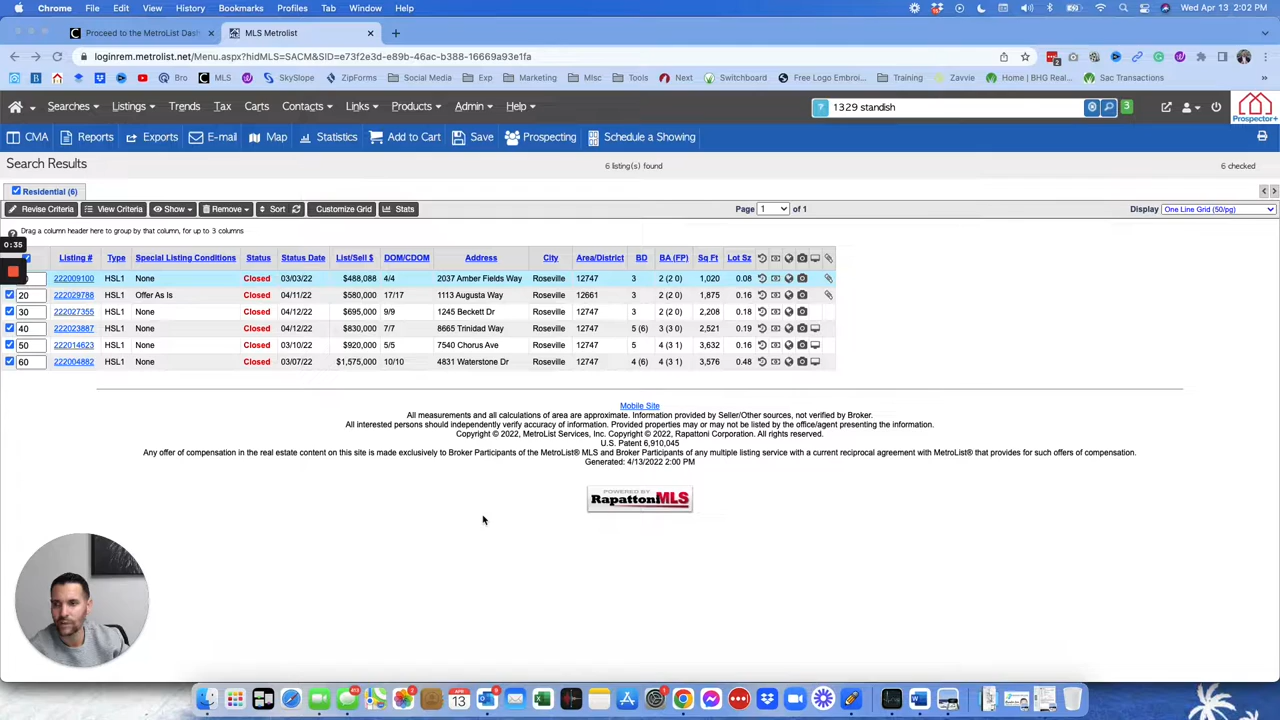 Chrome File Edit View History Bookmarks Profiles Tab Window Help Wed Apr 13 2:02 PM
Proceed to the MetroList Dash MLS Metrolist
loginrem.metrolist.net/Menu.aspx?hidMLS=SACM&SID=e73f2e3d-e89b-46ac-b388-16669a93e1fa
Bro MLS SkySlope ZipForms Social Media Exp Marketing MIsc Tools Next Switchboard Free Logo Embroi... Training Zavvie Home | BHG Real... Sac Transactions
Searches Listings Trends Tax Carts Contacts Links Products Admin Help ? 1329 standish 3
Prospector+
CMA Reports Exports E-mail Map Statistics Add to Cart Save Prospecting Schedule a Showing
Search Results 6 listing(s) found 6 checked
Residential (6)
Revise Criteria View Criteria Show Remove Sort Customize Grid Stats Page 1 of 1 Display One Line Grid (50/pg)
Drag a column header here to group by that column, for up to 3 columns
0:35
Listing # Type Special Listing Conditions Status Status Date List/Sell $ DOM/CDOM Address City Area/District BD BA (FP) Sq Ft Lot Sz
222009100 HSL1 None Closed 03/03/22 $488,088 4/4 2037 Amber Fields Way Roseville 12747 3 2 (2 0) 1,020 0.08
20 222029788 HSL1 Offer As Is Closed 04/11/22 $580,000 17/17 1113 Augusta Way Roseville 12661 3 2 (2 0) 1,875 0.16
30 222027355 HSL1 None Closed 04/12/22 $695,000 9/9 1245 Beckett Dr Roseville 12747 3 2 (2 0) 2,208 0.18
40 222023887 HSL1 None Closed 04/12/22 $830,000 7/7 8665 Trinidad Way Roseville 12747 5 (6) 3 (3 0) 2,521 0.19
50 222014623 HSL1 None Closed 03/10/22 $920,000 5/5 7540 Chorus Ave Roseville 12747 5 4 (3 1) 3,632 0.16
60 222004882 HSL1 None Closed 03/07/22 $1,575,000 10/10 4831 Waterstone Dr Roseville 12747 4 (6) 4 (3 1) 3,576 0.48
Mobile Site
All measurements and all calculations of area are approximate. Information provided by Seller/Other sources, not verified by Broker.
All interested persons should independently verify accuracy of information. Provided properties may or may not be listed by the office/agent presenting the information.
Copyright © 2022, MetroList Services, Inc. Copyright © 2022, Rapattoni Corporation. All rights reserved.
U.S. Patent 6,910,045
Any offer of compensation in the real estate content on this site is made exclusively to Broker Participants of the MetroList® MLS and Broker Participants of any multiple listing service with a current reciprocal agreement with MetroList® that provides for such offers of compensation.
Generated: 4/13/2022 2:00 PM
POWERED BY
RapattoniMLS